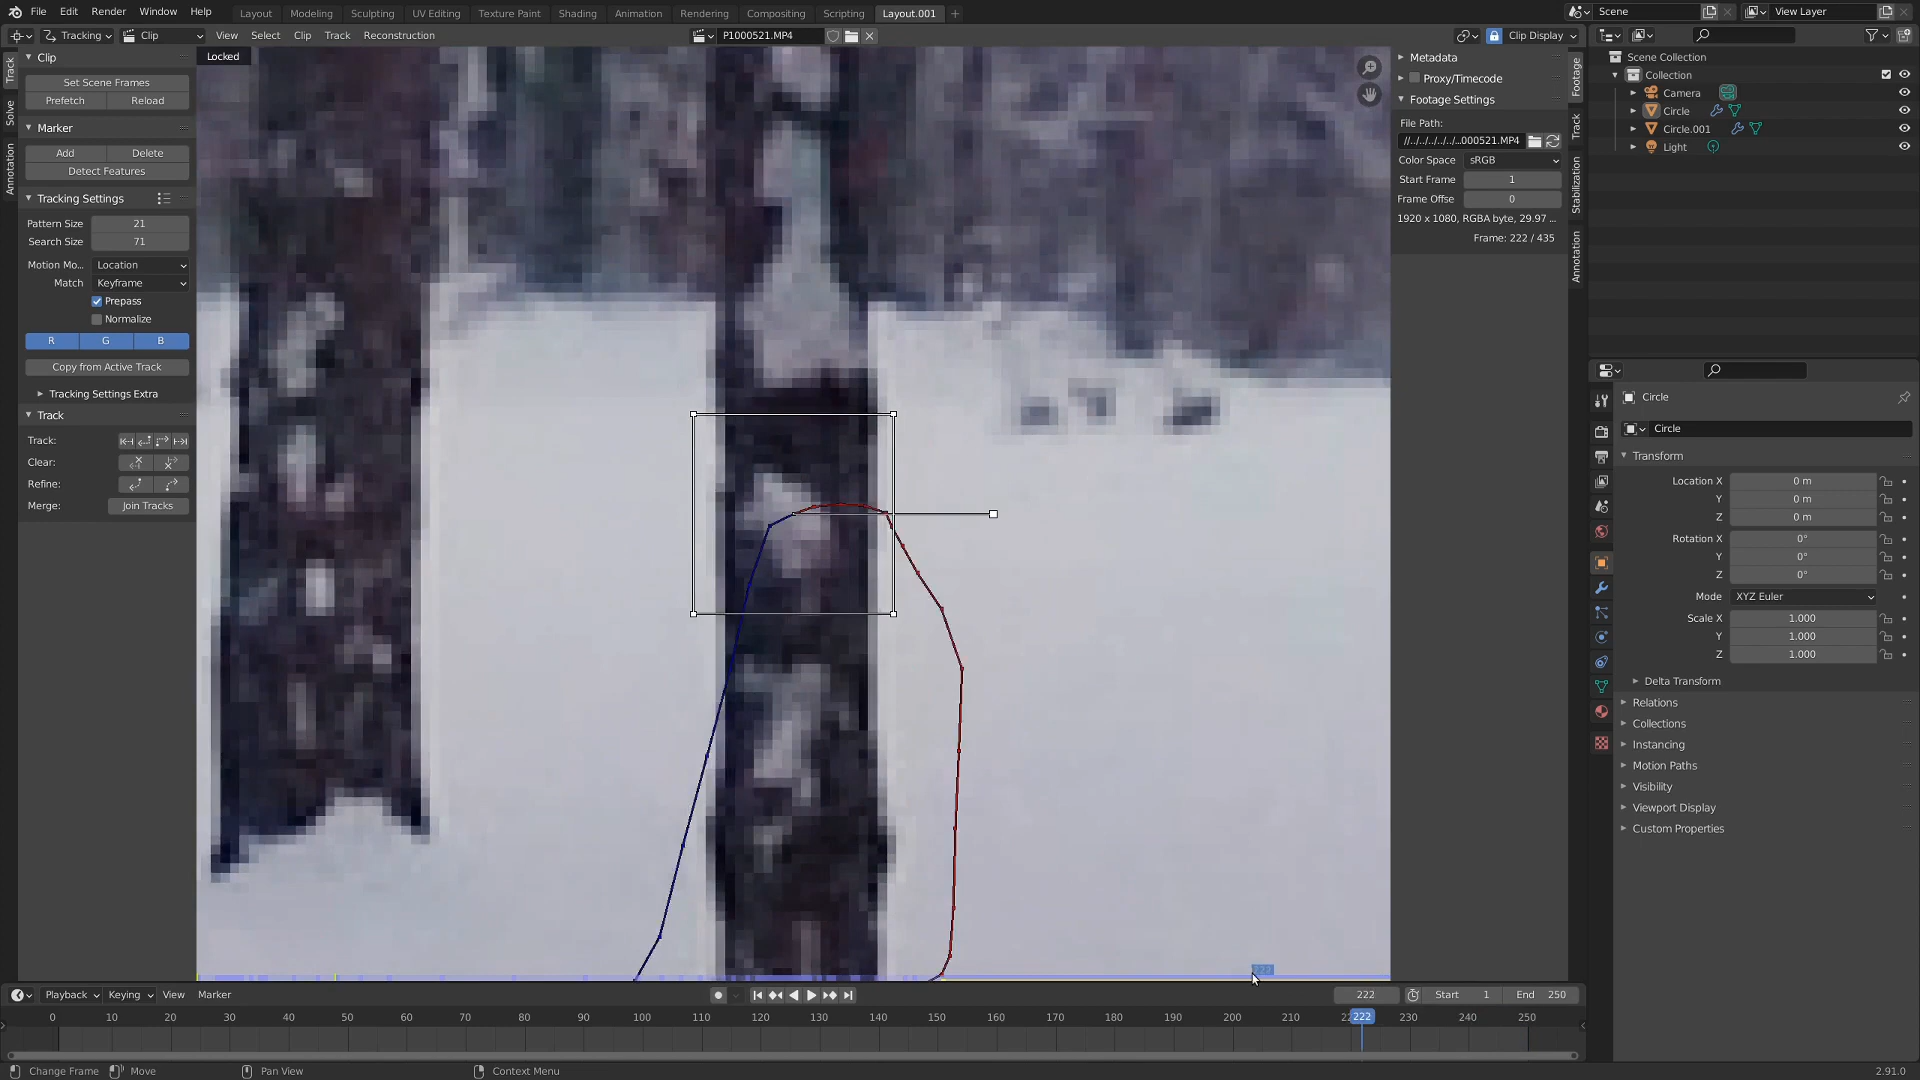 File Edit Render Window Help
Layout Modeling Sculpting UV Editing Texture Paint Shading Animation Rendering Compositing Scripting Layout.001 +
Scene View Layer
Tracking Clip View Select Clip Track Reconstruction
P1000521.MP4
Clip Display
Locked
Track
Solve
Annotation
Clip
Set Scene Frames
Prefetch Reload
Marker
Add Delete
Detect Features
Tracking Settings
Pattern Size 21
Search Size 71
Motion Mo... Location
Match Keyframe
Prepass
Normalize
R G B
Copy from Active Track
Tracking Settings Extra
Track
Track:
Clear:
Refine:
Merge: Join Tracks
Metadata
Proxy/Timecode
Footage Settings
File Path:
//../../../../../...000521.MP4
Color Space sRGB
Start Frame 1
Frame Offse 0
1920 x 1080, RGBA byte, 29.97 ...
Frame: 222 / 435
Footage
Track
Stabilization
Annotation
Scene Collection
Collection
Camera
Circle
Circle.001
Light
Circle
Circle
Transform
Location X 0 m
Y 0 m
Z 0 m
Rotation X 0°
Y 0°
Z 0°
Mode XYZ Euler
Scale X 1.000
Y 1.000
Z 1.000
Delta Transform
Relations
Collections
Instancing
Motion Paths
Visibility
Viewport Display
Custom Properties
Playback Keying View Marker
222 Start 1 End 250
0 10 20 30 40 50 60 70 80 90 100 110 120 130 140 150 160 170 180 190 200 210 222 230 240 250
Change Frame Move Pan View Context Menu
2.91.0